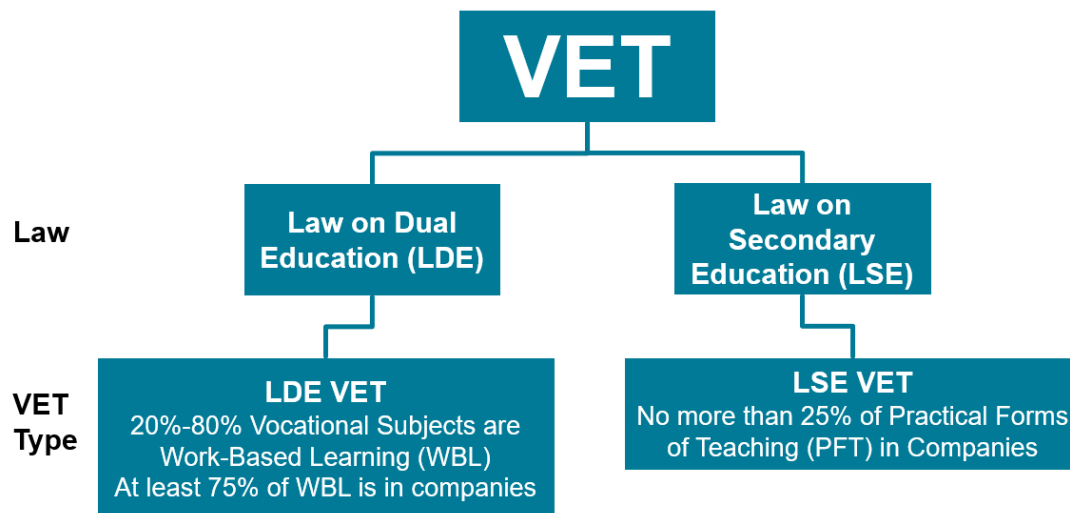 VET
Law
Law on Dual
Education (LDE)
Law on
Secondary
Education (LSE)
VET
Type
LDE VET
20%-80% Vocational Subjects are
Work-Based Learning (WBL)
At least 75% of WBL is in companies
LSE VET
No more than 25% of Practical Forms
of Teaching (PFT) in Companies